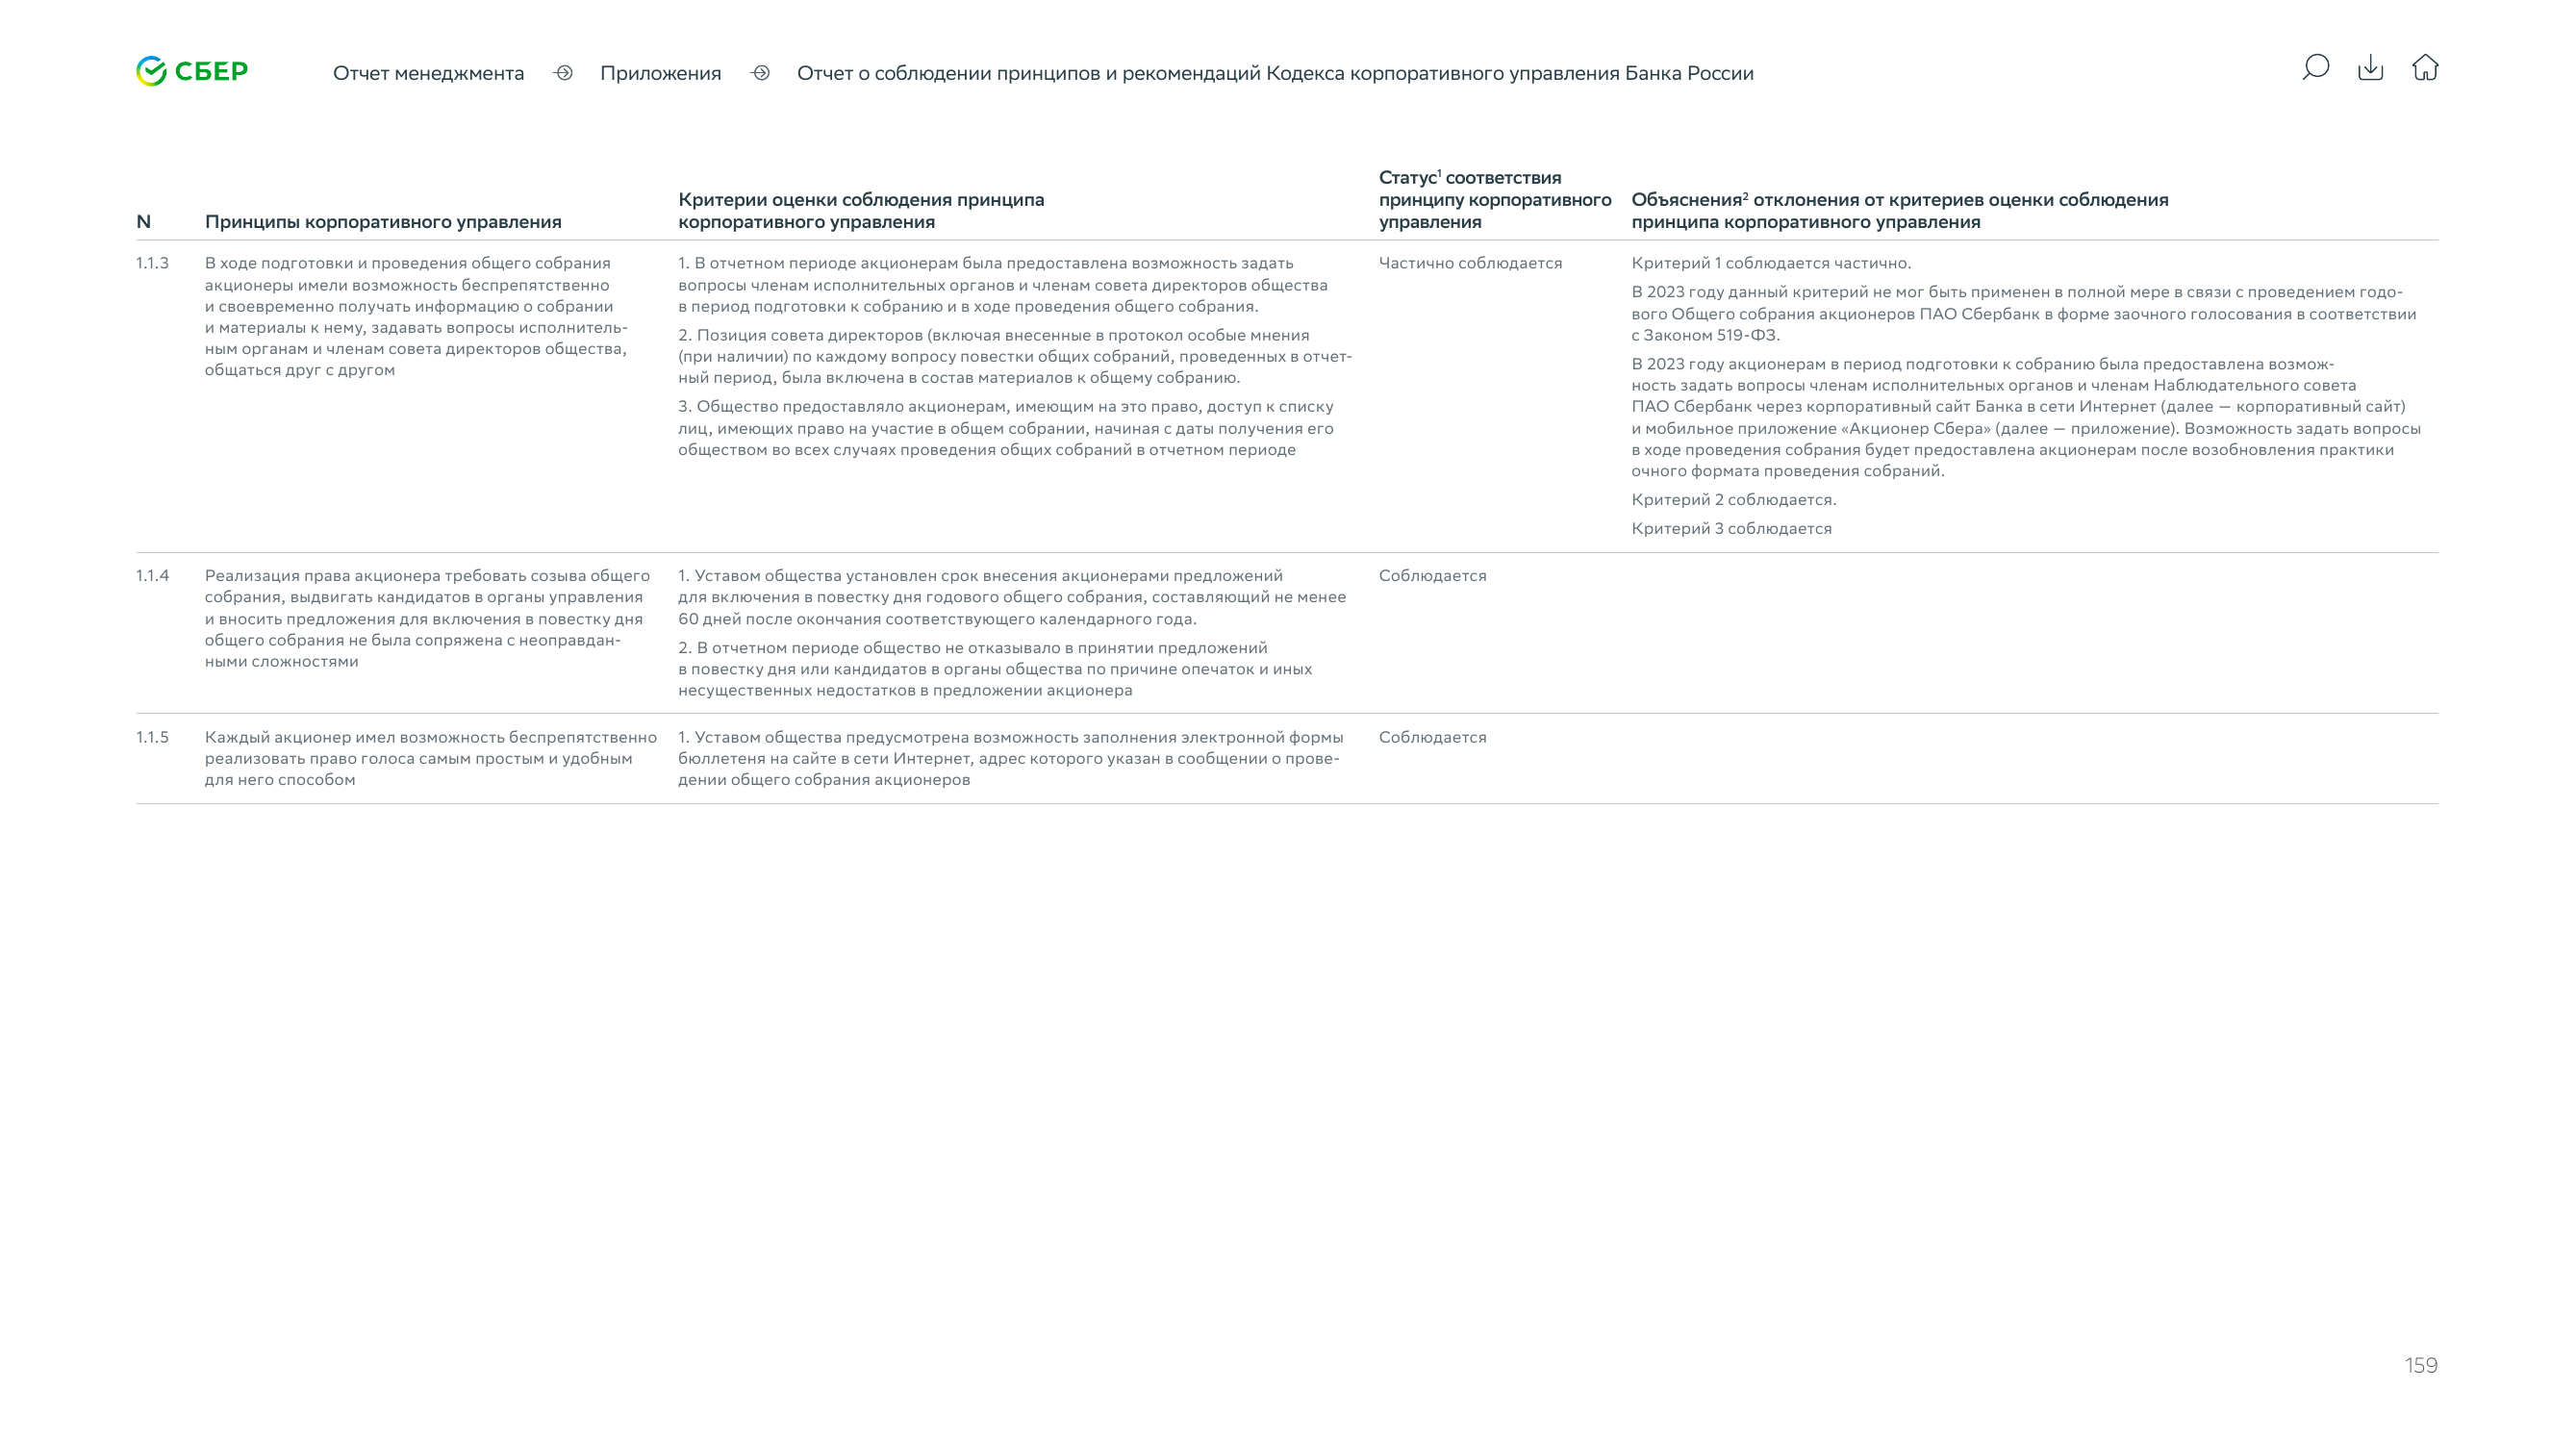 СБЕР
Отчет менеджмента
Приложения
Отчет о соблюдении принципов и рекомендаций Кодекса корпоративного управления Банка России
N
Принципы корпоративного управления
Критерии оценки соблюдения принципа
корпоративного управления
Статус¹ соответствия
принципу корпоративного
управления
Объяснения² отклонения от критериев оценки соблюдения
принципа корпоративного управления
1.1.3
В ходе подготовки и проведения общего собрания
акционеры имели возможность беспрепятственно
и своевременно получать информацию о собрании
и материалы к нему, задавать вопросы исполнитель-
ным органам и членам совета директоров общества,
общаться друг с другом
1. В отчетном периоде акционерам была предоставлена возможность задать
вопросы членам исполнительных органов и членам совета директоров общества
в период подготовки к собранию и в ходе проведения общего собрания.
2. Позиция совета директоров (включая внесенные в протокол особые мнения
(при наличии) по каждому вопросу повестки общих собраний, проведенных в отчет-
ный период, была включена в состав материалов к общему собранию.
3. Общество предоставляло акционерам, имеющим на это право, доступ к списку
лиц, имеющих право на участие в общем собрании, начиная с даты получения его
обществом во всех случаях проведения общих собраний в отчетном периоде
Частично соблюдается
Критерий 1 соблюдается частично.
В 2023 году данный критерий не мог быть применен в полной мере в связи с проведением годо-
вого Общего собрания акционеров ПАО Сбербанк в форме заочного голосования в соответствии
с Законом 519-ФЗ.
В 2023 году акционерам в период подготовки к собранию была предоставлена возмож-
ность задать вопросы членам исполнительных органов и членам Наблюдательного совета
ПАО Сбербанк через корпоративный сайт Банка в сети Интернет (далее — корпоративный сайт)
и мобильное приложение «Акционер Сбера» (далее — приложение). Возможность задать вопросы
в ходе проведения собрания будет предоставлена акционерам после возобновления практики
очного формата проведения собраний.
Критерий 2 соблюдается.
Критерий 3 соблюдается
1.1.4
Реализация права акционера требовать созыва общего
собрания, выдвигать кандидатов в органы управления
и вносить предложения для включения в повестку дня
общего собрания не была сопряжена с неоправдан-
ными сложностями
1. Уставом общества установлен срок внесения акционерами предложений
для включения в повестку дня годового общего собрания, составляющий не менее
60 дней после окончания соответствующего календарного года.
2. В отчетном периоде общество не отказывало в принятии предложений
в повестку дня или кандидатов в органы общества по причине опечаток и иных
несущественных недостатков в предложении акционера
Соблюдается
1.1.5
Каждый акционер имел возможность беспрепятственно
реализовать право голоса самым простым и удобным
для него способом
1. Уставом общества предусмотрена возможность заполнения электронной формы
бюллетеня на сайте в сети Интернет, адрес которого указан в сообщении о прове-
дении общего собрания акционеров
Соблюдается
159